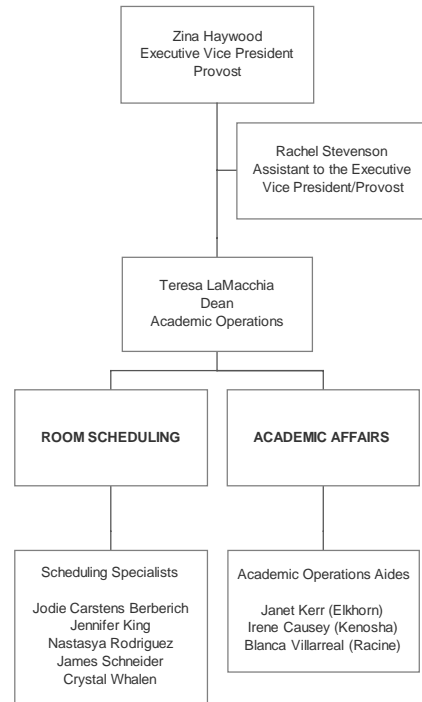 Zina Haywood
Executive Vice President
Provost
Rachel Stevenson
Assistant to the Executive
Vice President/Provost
Teresa LaMacchia
Dean
Academic Operations
ROOM SCHEDULING
ACADEMIC AFFAIRS
Scheduling Specialists
Jodie Carstens Berberich
Jennifer King
Nastasya Rodriguez
James Schneider
Crystal Whalen
Academic Operations Aides
Janet Kerr (Elkhorn)
Irene Causey (Kenosha)
Blanca Villarreal (Racine)